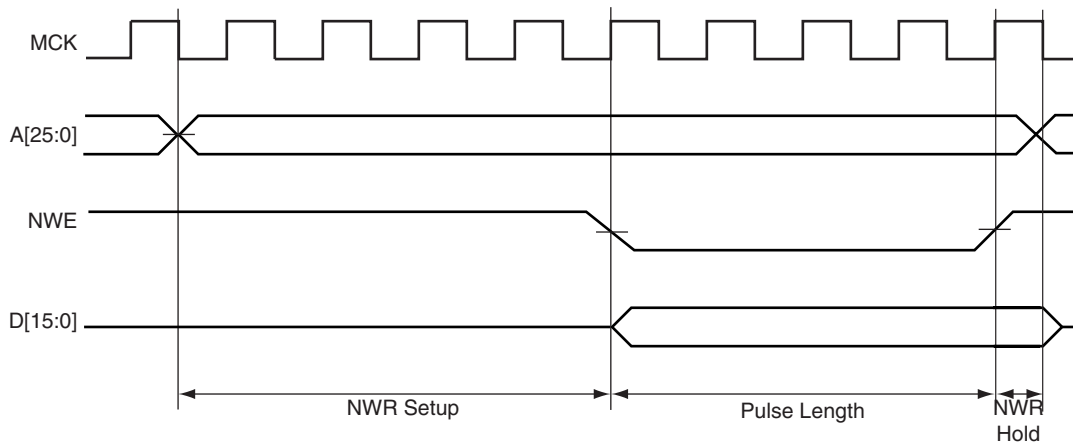 MCK
A[25:0]
NWE
D[15:0]
NWR Setup
Pulse Length
NWR
Hold